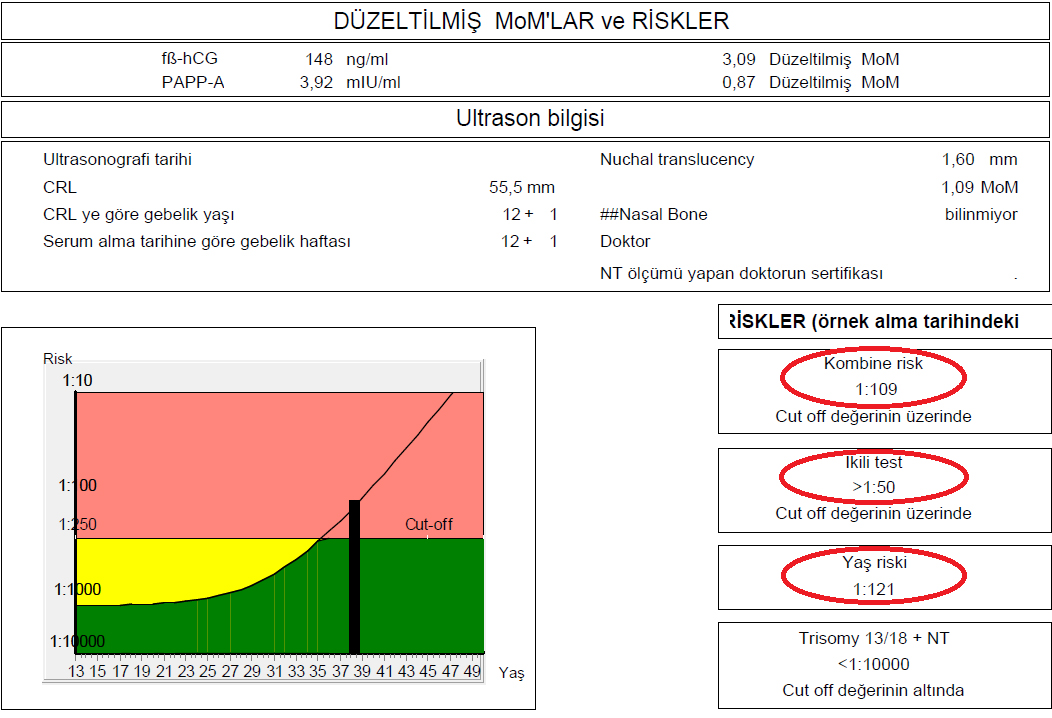 DÜZELTİLMİŞ MoM'LAR ve RİSKLER
fß-hCG 148 ng/ml 3,09 Düzeltilmiş MoM
PAPP-A 3,92 mIU/ml 0,87 Düzeltilmiş MoM
Ultrason bilgisi
Ultrasonografi tarihi Nuchal translucency 1,60 mm
CRL 55,5 mm 1,09 MoM
CRL ye göre gebelik yaşı 12 + 1 ##Nasal Bone bilinmiyor
Serum alma tarihine göre gebelik haftası 12 + 1 Doktor
NT ölçümü yapan doktorun sertifikası .
RİSKLER (örnek alma tarihindeki
Kombine risk
1:109
Cut off değerinin üzerinde
Ikili test
>1:50
Cut off değerinin üzerinde
Yaş riski
1:121
Trisomy 13/18 + NT
<1:10000
Cut off değerinin altında
Risk
1:10
1:100
1:250 Cut-off
1:1000
1:10000
13 15 17 19 21 23 25 27 29 31 33 35 37 39 41 43 45 47 49 Yaş